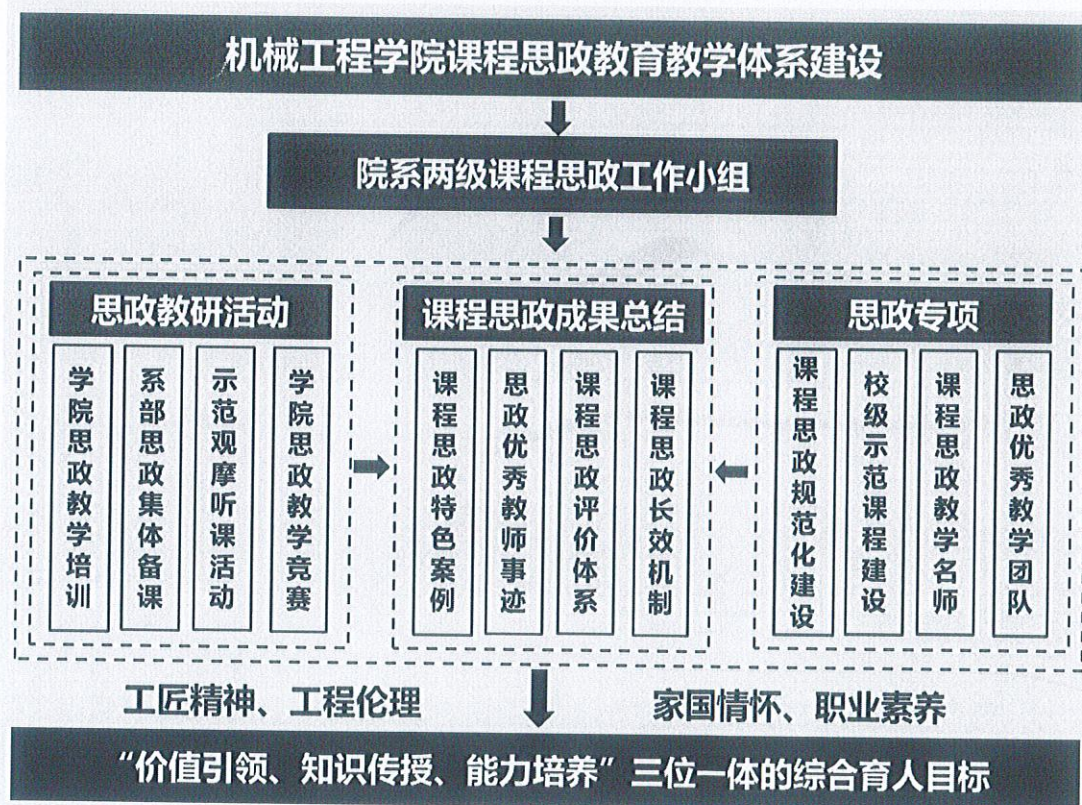 机械工程学院课程思政教育教学体系建设
院系两级课程思政工作小组
思政教研活动
学院思政教学培训
系部思政集体备课
示范观摩听课活动
学院思政教学竞赛
课程思政成果总结
课程思政特色案例
思政优秀教师事迹
课程思政评价体系
课程思政长效机制
思政专项
课程思政规范化建设
校级示范课程建设
课程思政教学名师
思政优秀教学团队
工匠精神、工程伦理
家国情怀、职业素养
“价值引领、知识传授、能力培养”三位一体的综合育人目标